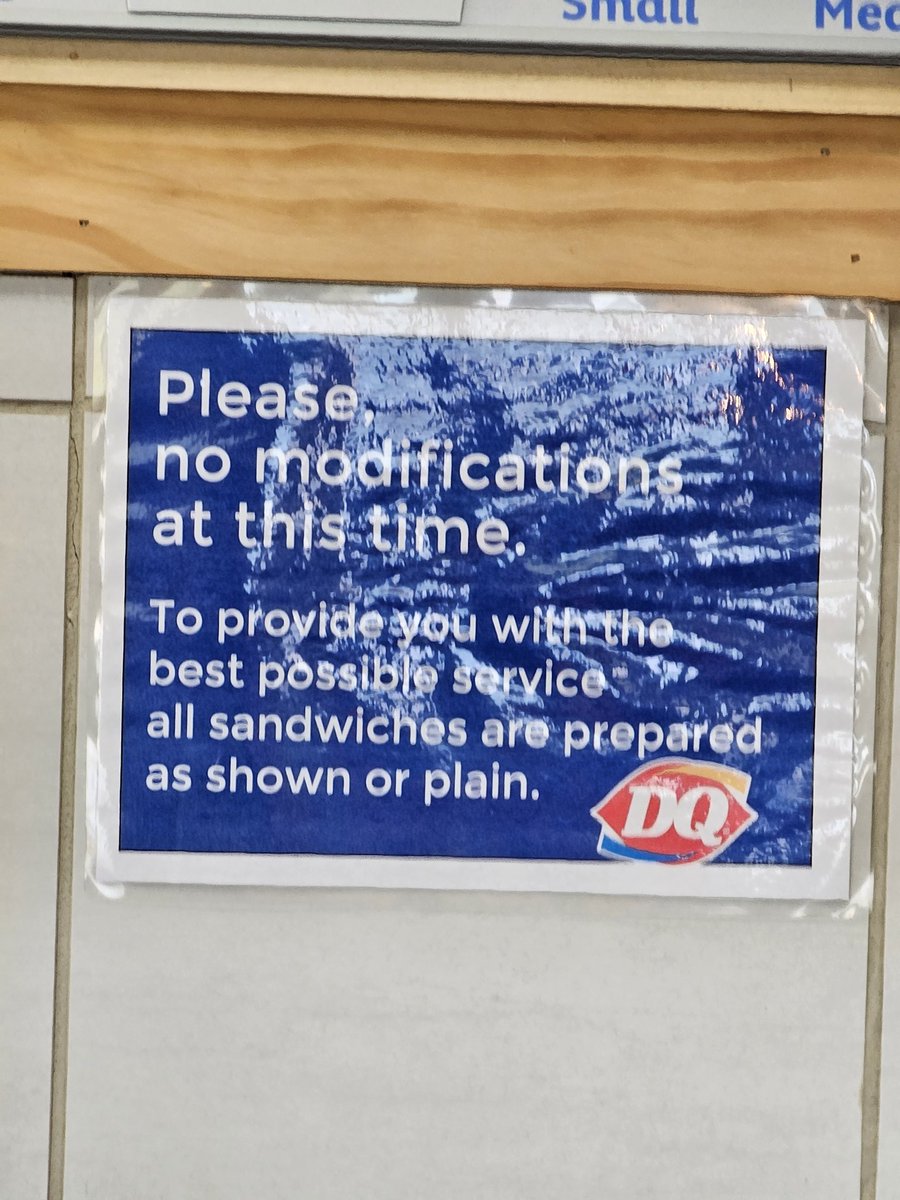 Small Med
Please,
no modifications
at this time.
To provide you with the
best possible service
all sandwiches are prepared
as shown or plain.
DQ